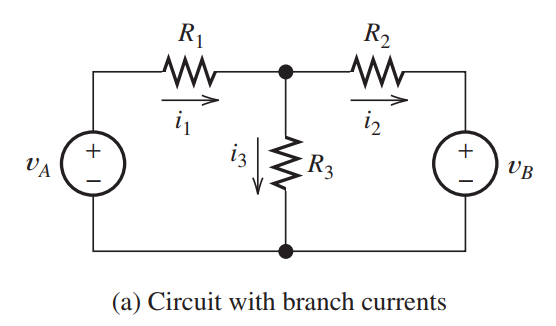 R1 R2
i1 i2
vA + − i3 R3 + − vB
(a) Circuit with branch currents